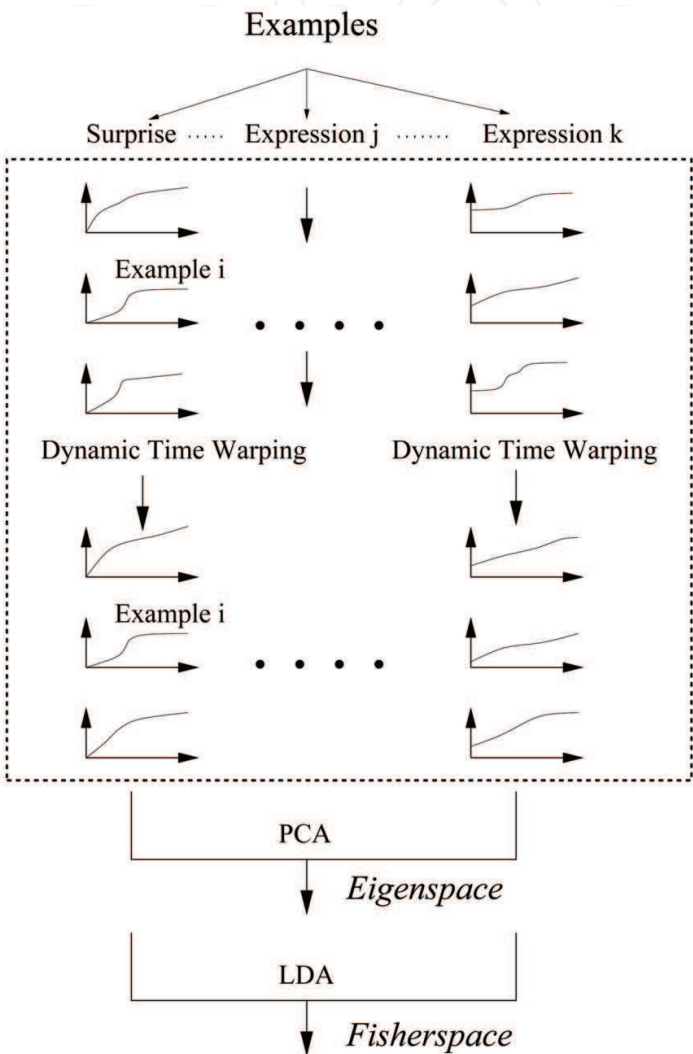 Examples
Surprise ..... Expression j ....... Expression k
Example i
Dynamic Time Warping Dynamic Time Warping
Example i
PCA
Eigenspace
LDA
Fisherspace